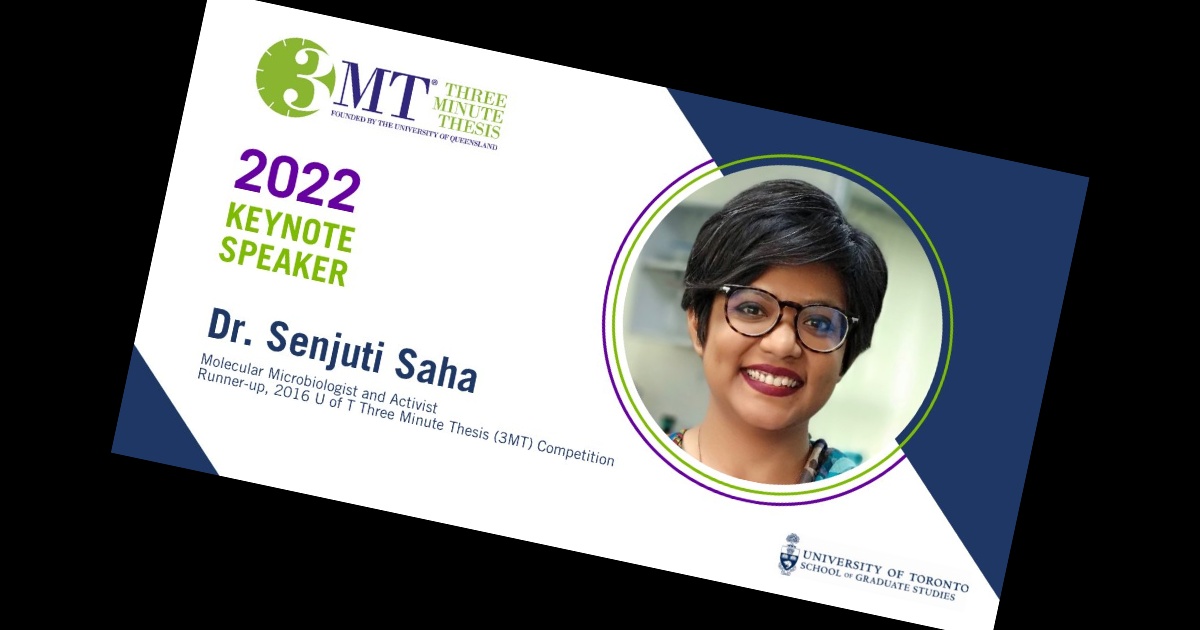 3MT® THREE
MINUTE
THESIS
FOUNDED BY THE UNIVERSITY OF QUEENSLAND
2022
KEYNOTE
SPEAKER
Dr. Senjuti Saha
Molecular Microbiologist and Activist
Runner-up, 2016 U of T Three Minute Thesis (3MT) Competition
UNIVERSITY OF TORONTO
SCHOOL OF GRADUATE STUDIES